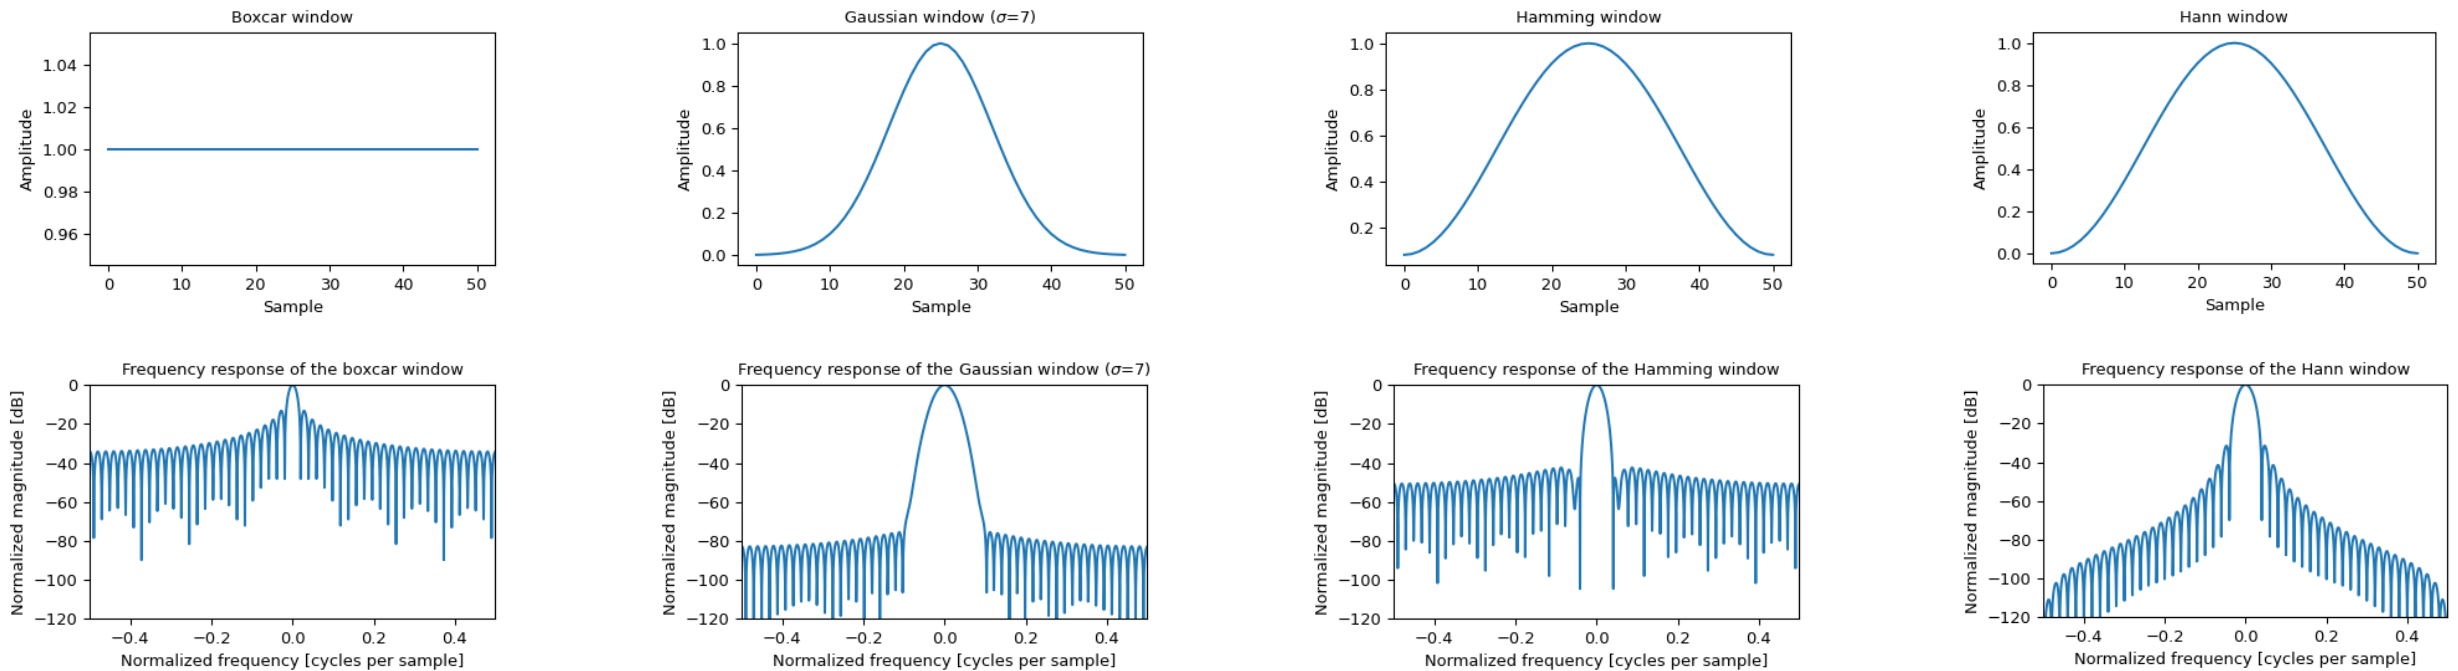 Boxcar window
1.04
1.02
1.00
0.98
0.96
Amplitude
0 10 20 30 40 50
Sample
Gaussian window (σ=7)
1.0
0.8
0.6
0.4
0.2
0.0
Amplitude
0 10 20 30 40 50
Sample
Hamming window
1.0
0.8
0.6
0.4
0.2
Amplitude
0 10 20 30 40 50
Sample
Hann window
1.0
0.8
0.6
0.4
0.2
0.0
Amplitude
0 10 20 30 40 50
Sample
Frequency response of the boxcar window
0
−20
−40
−60
−80
−100
−120
Normalized magnitude [dB]
−0.4 −0.2 0.0 0.2 0.4
Normalized frequency [cycles per sample]
Frequency response of the Gaussian window (σ=7)
0
−20
−40
−60
−80
−100
−120
Normalized magnitude [dB]
−0.4 −0.2 0.0 0.2 0.4
Normalized frequency [cycles per sample]
Frequency response of the Hamming window
0
−20
−40
−60
−80
−100
−120
Normalized magnitude [dB]
−0.4 −0.2 0.0 0.2 0.4
Normalized frequency [cycles per sample]
Frequency response of the Hann window
0
−20
−40
−60
−80
−100
−120
Normalized magnitude [dB]
−0.4 −0.2 0.0 0.2 0.4
Normalized frequency [cycles per sample]